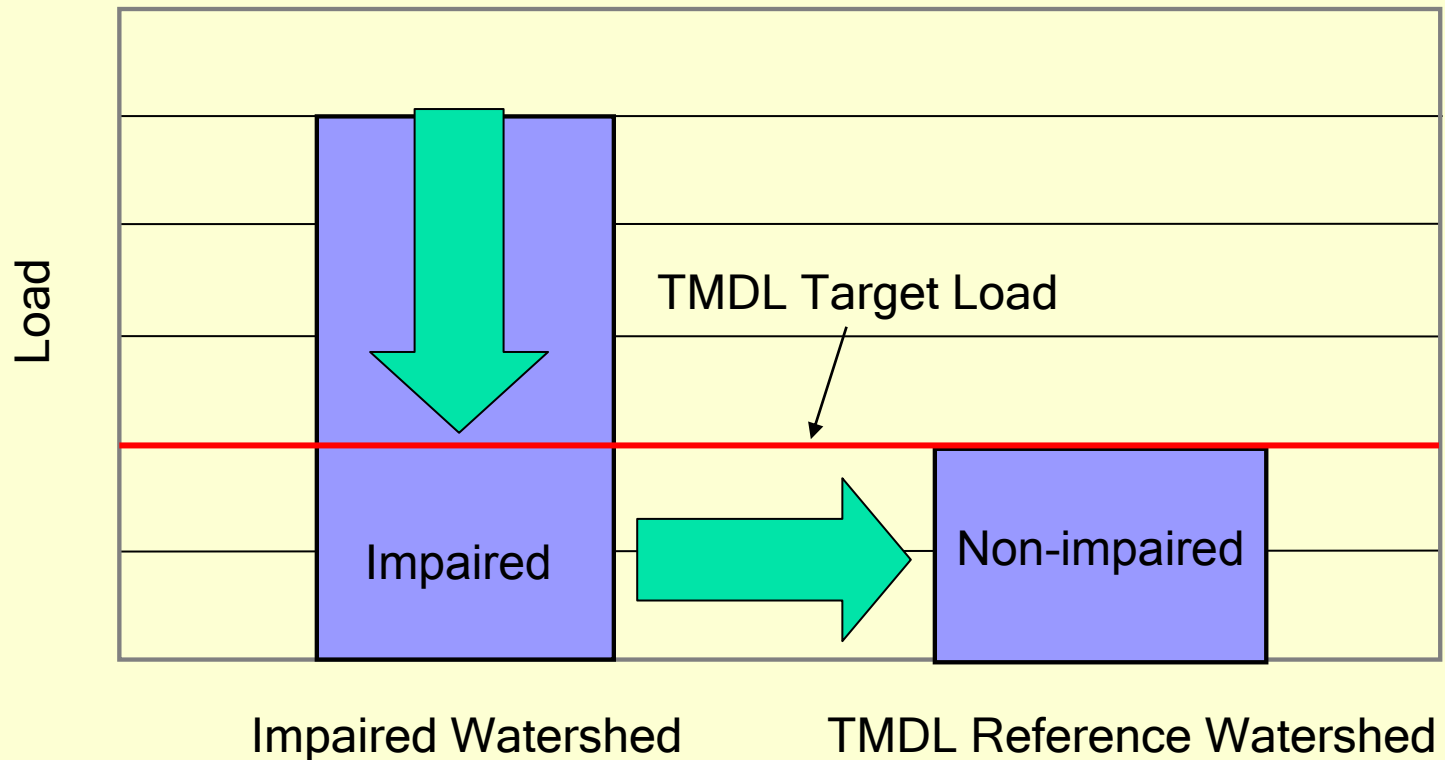 Load
TMDL Target Load
Impaired
Non-impaired
Impaired Watershed
TMDL Reference Watershed